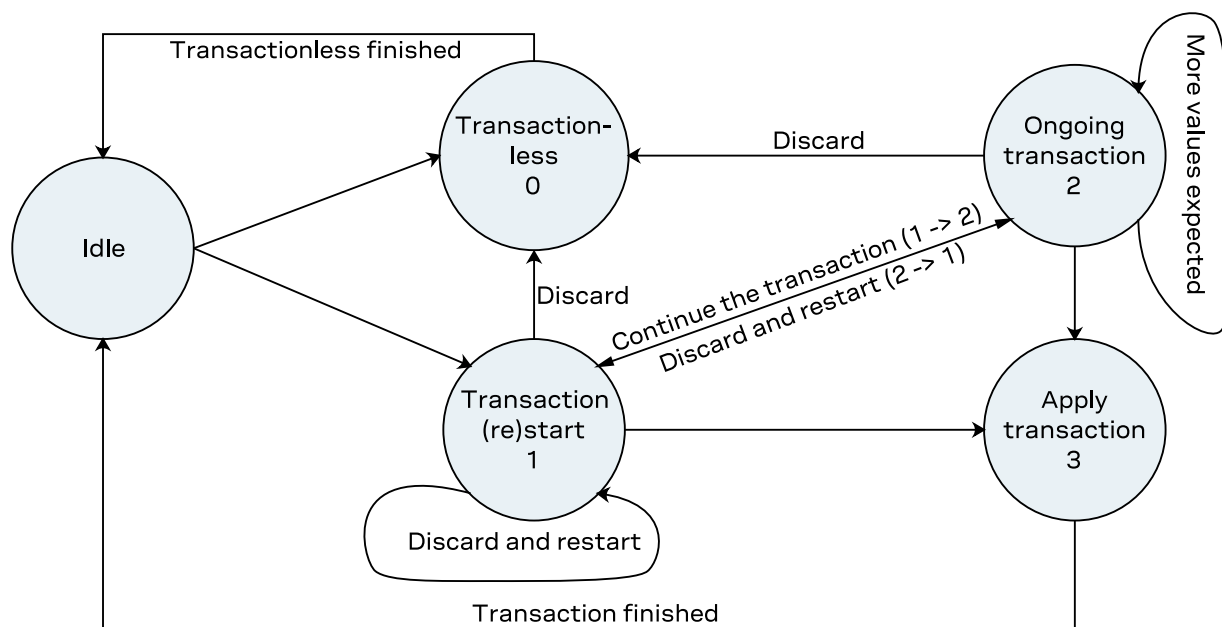 Transactionless finished
Transaction-
less
0
Discard
Ongoing
transaction
2
More values expected
Idle
Discard
Continue the transaction (1 -> 2)
Discard and restart (2 -> 1)
Transaction
(re)start
1
Apply
transaction
3
Discard and restart
Transaction finished